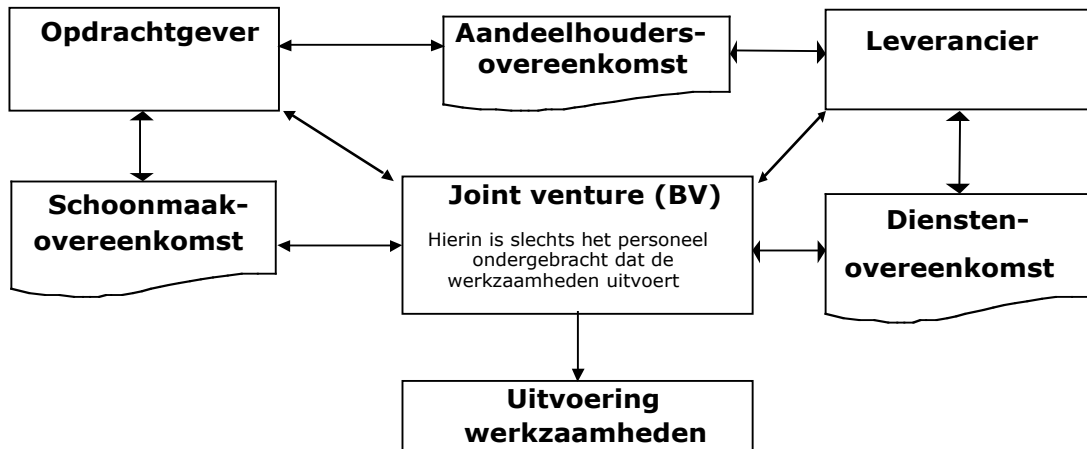 Opdrachtgever
Aandeelhouders-
overeenkomst
Leverancier
Schoonmaak-
overeenkomst
Joint venture (BV)
Hierin is slechts het personeel
ondergebracht dat de
werkzaamheden uitvoert
Diensten-
overeenkomst
Uitvoering
werkzaamheden